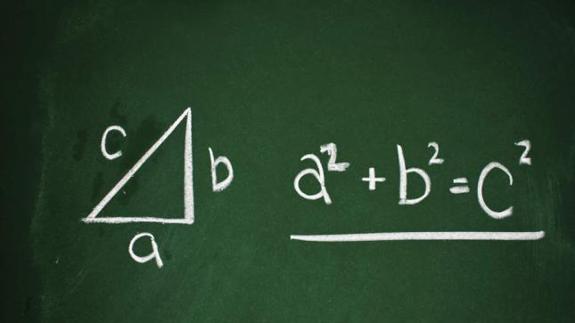 c
b
a² + b² = c²
a